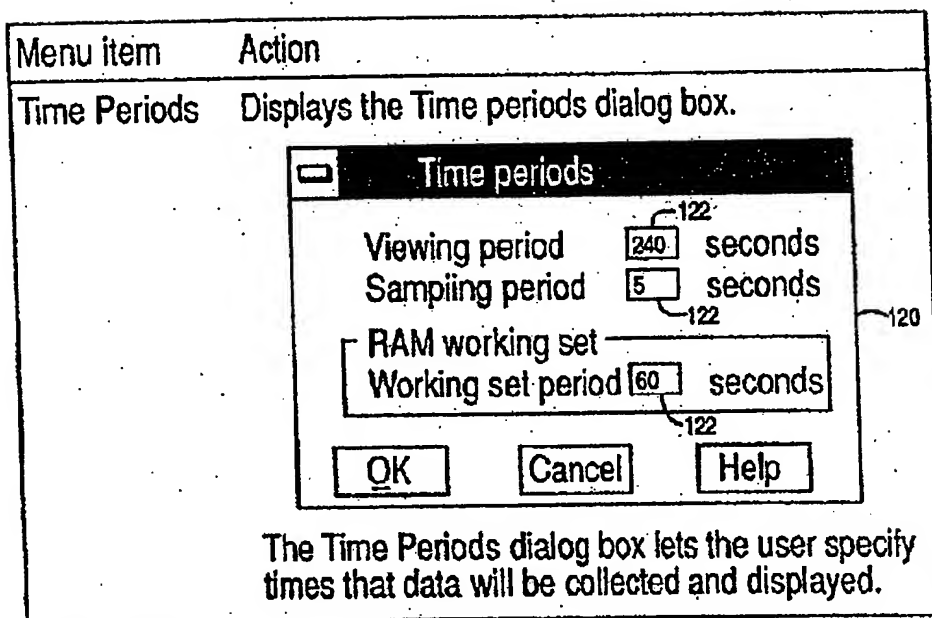 Menu item Action
Time Periods Displays the Time periods dialog box.
Time periods
122
Viewing period 240 seconds
Sampling period 5 seconds
122
120
RAM working set
Working set period 60 seconds
122
OK Cancel Help
The Time Periods dialog box lets the user specify
times that data will be collected and displayed.